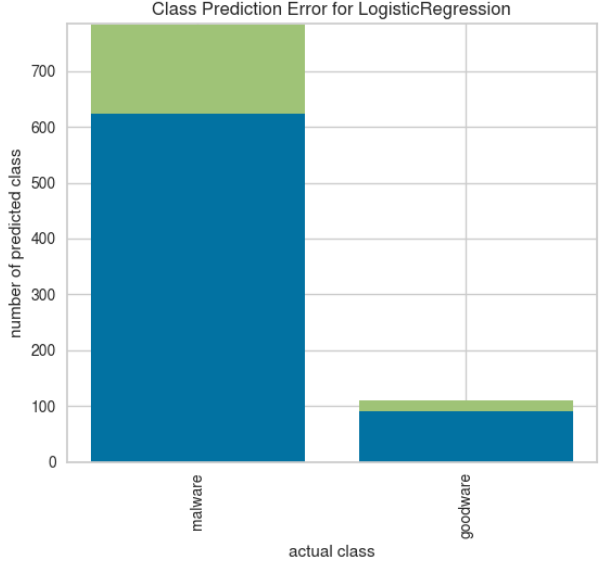 Class Prediction Error for LogisticRegression
number of predicted class
700
600
500
400
300
200
100
0
malware
goodware
actual class